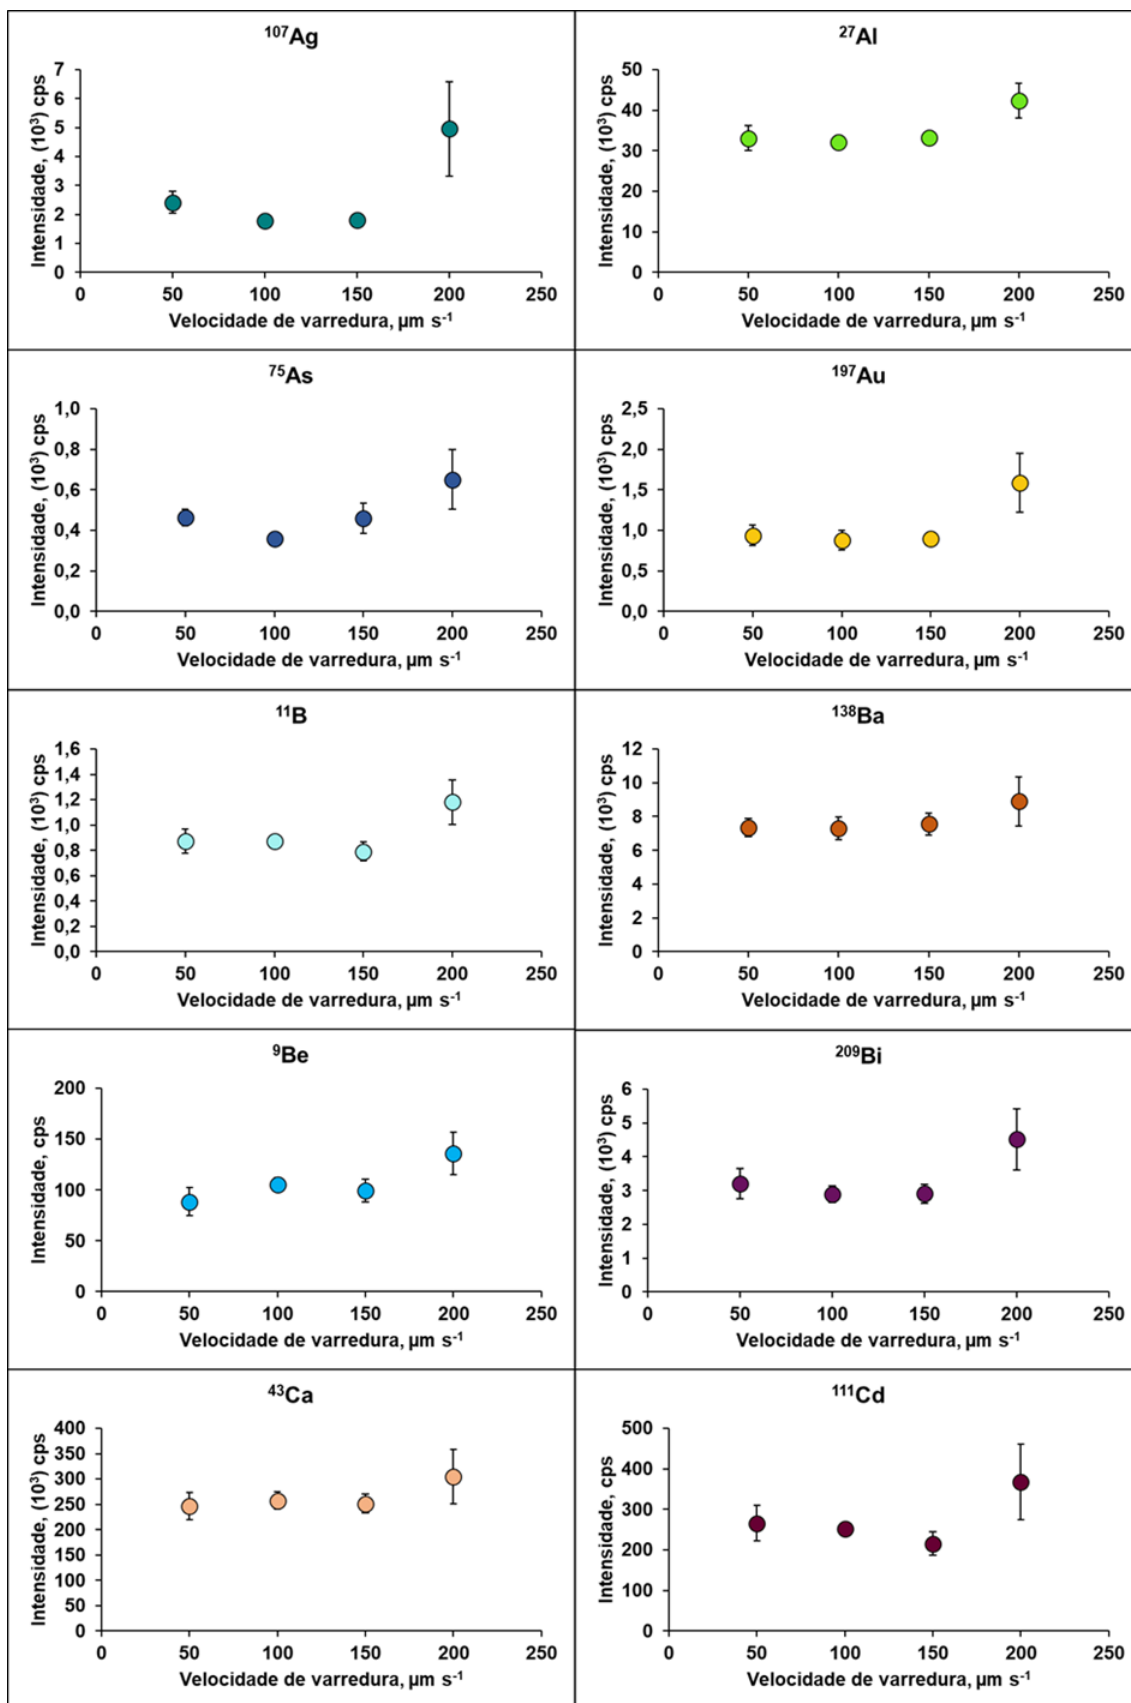 ¹⁰⁷Ag
Intensidade, (10³) cps
7
6
5
4
3
2
1
0
0 50 100 150 200 250
Velocidade de varredura, µm s⁻¹
²⁷Al
Intensidade, (10³) cps
50
40
30
20
10
0
0 50 100 150 200 250
Velocidade de varredura, µm s⁻¹
⁷⁵As
Intensidade, (10³) cps
1,0
0,8
0,6
0,4
0,2
0,0
0 50 100 150 200 250
Velocidade de varredura, µm s⁻¹
¹⁹⁷Au
Intensidade, (10³) cps
2,5
2,0
1,5
1,0
0,5
0,0
0 50 100 150 200 250
Velocidade de varredura, µm s⁻¹
¹¹B
Intensidade, (10³) cps
1,6
1,4
1,2
1,0
0,8
0,6
0,4
0,2
0,0
0 50 100 150 200 250
Velocidade de varredura, µm s⁻¹
¹³⁸Ba
Intensidade, (10³) cps
12
10
8
6
4
2
0
0 50 100 150 200 250
Velocidade de varredura, µm s⁻¹
⁹Be
Intensidade, cps
200
150
100
50
0
0 50 100 150 200 250
Velocidade de varredura, µm s⁻¹
²⁰⁹Bi
Intensidade, (10³) cps
6
5
4
3
2
1
0
0 50 100 150 200 250
Velocidade de varredura, µm s⁻¹
⁴³Ca
Intensidade, (10³) cps
400
350
300
250
200
150
100
50
0
0 50 100 150 200 250
Velocidade de varredura, µm s⁻¹
¹¹¹Cd
Intensidade, cps
500
400
300
200
100
0
0 50 100 150 200 250
Velocidade de varredura, µm s⁻¹